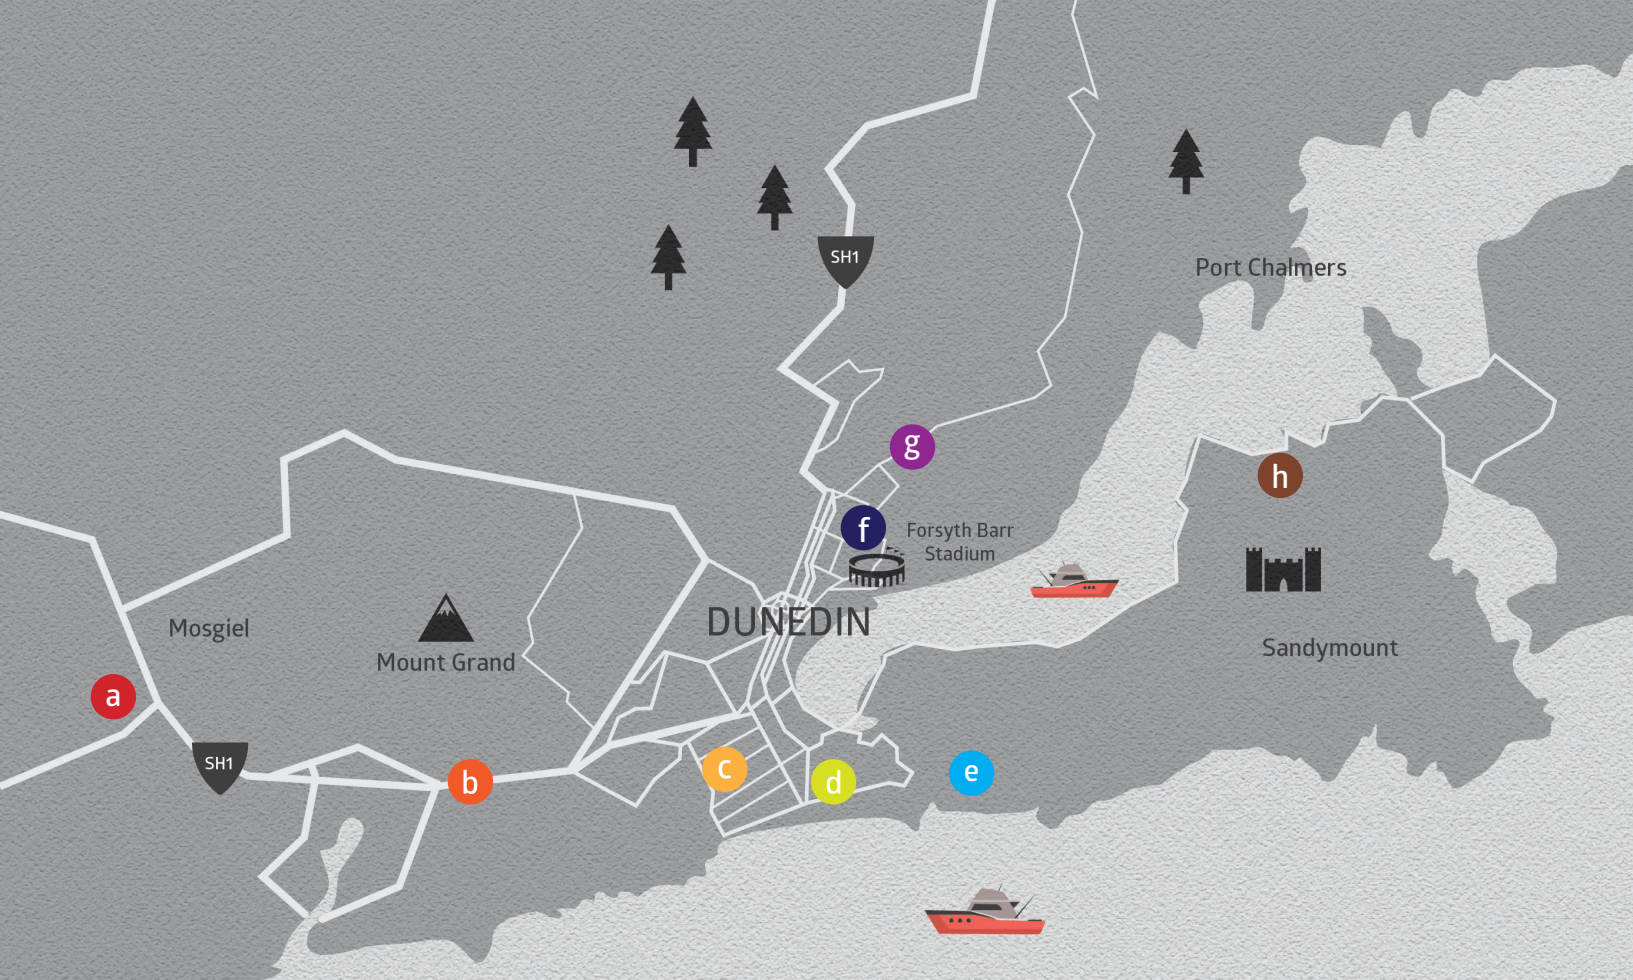 SH1
Port Chalmers
g
h
f
Forsyth Barr
Stadium
DUNEDIN
Mosgiel
Mount Grand
Sandymount
a
SH1
b
c
d
e